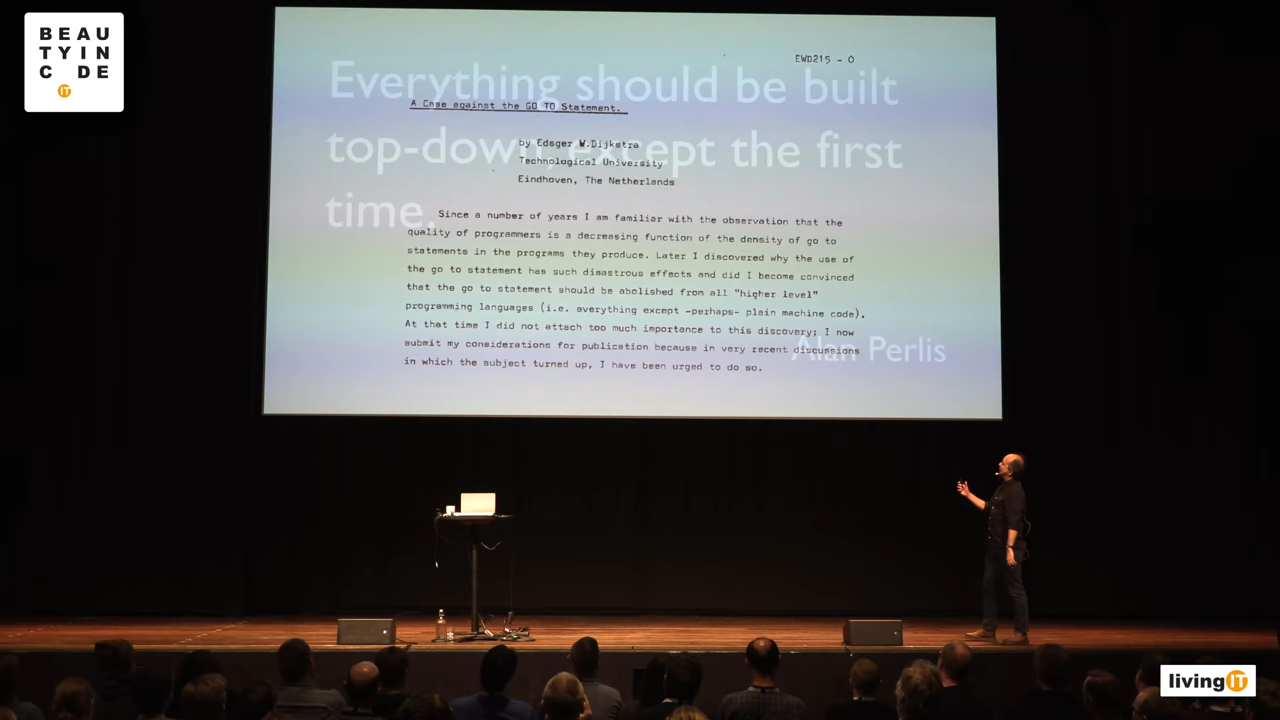 BEAU
TYIN
C DE
IT
EWD215 - 0
Everything should be built
top-down, except the first
time.
Alan Perlis
A Case against the GO TO Statement.
by Edsger W.Dijkstra
Technological University
Eindhoven, The Netherlands
Since a number of years I am familiar with the observation that the
quality of programmers is a decreasing function of the density of go to
statements in the programs they produce. Later I discovered why the use of
the go to statement has such disastrous effects and did I become convinced
that the go to statement should be abolished from all "higher level"
programming languages (i.e. everything except -perhaps- plain machine code).
At that time I did not attach too much importance to this discovery; I now
submit my considerations for publication because in very recent discussions
in which the subject turned up, I have been urged to do so.
livingIT